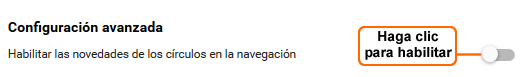 Configuración avanzada
Habilitar las novedades de los círculos en la navegación
Haga clic
para habilitar